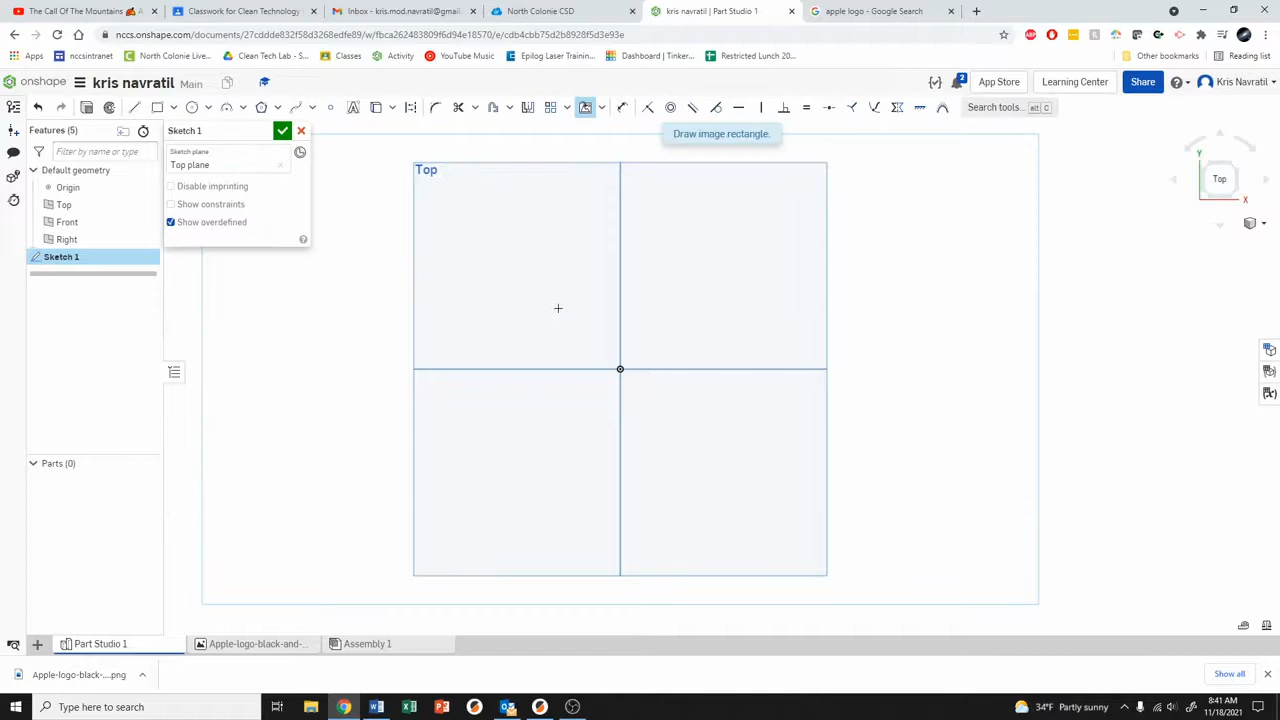 The Call Of The Mountains
Classwork for Clean Technology
Inbox - kris.mod.navratil@gmail
North Colonie CSD
kris navratil | Part Studio 1
apple logo - Google Search
nccs.onshape.com/documents/27cddde832f58d32df9e8d/w/fbca262483809f6d94e18570/e/cdb4cbb75d2b8928f5d3e93e
Apps
nccsintranet
North Colonie Live...
Clean Tech Lab - S...
Activity
YouTube Music
Classes
Epilog Laser Trainin...
Dashboard | Tinker...
Restricted Lunch 20...
Other bookmarks
Reading list
onshape
kris navratil
Main
2
App Store
Learning Center
Share
Kris Navratil
Search tools...
alt C
Features (5)
Filter by name or type
Default geometry
Origin
Top
Front
Right
Sketch 1
Parts (0)
Sketch 1
Sketch plane
Top plane
Disable imprinting
Show constraints
Show overdefined
Draw image rectangle.
Top
Y
Top
X
Part Studio 1
Apple-logo-black-and-...
Assembly 1
Apple-logo-black-....png
Show all
Type here to search
34°F Partly sunny
8:41 AM
11/18/2021